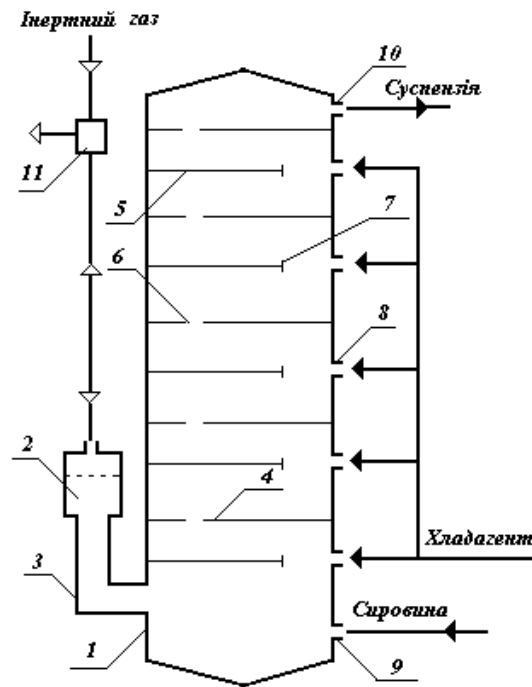 Інертний газ
10
Суспензія
11
5
7
6
8
2
4
Хладагент
3
Сировина
1
9